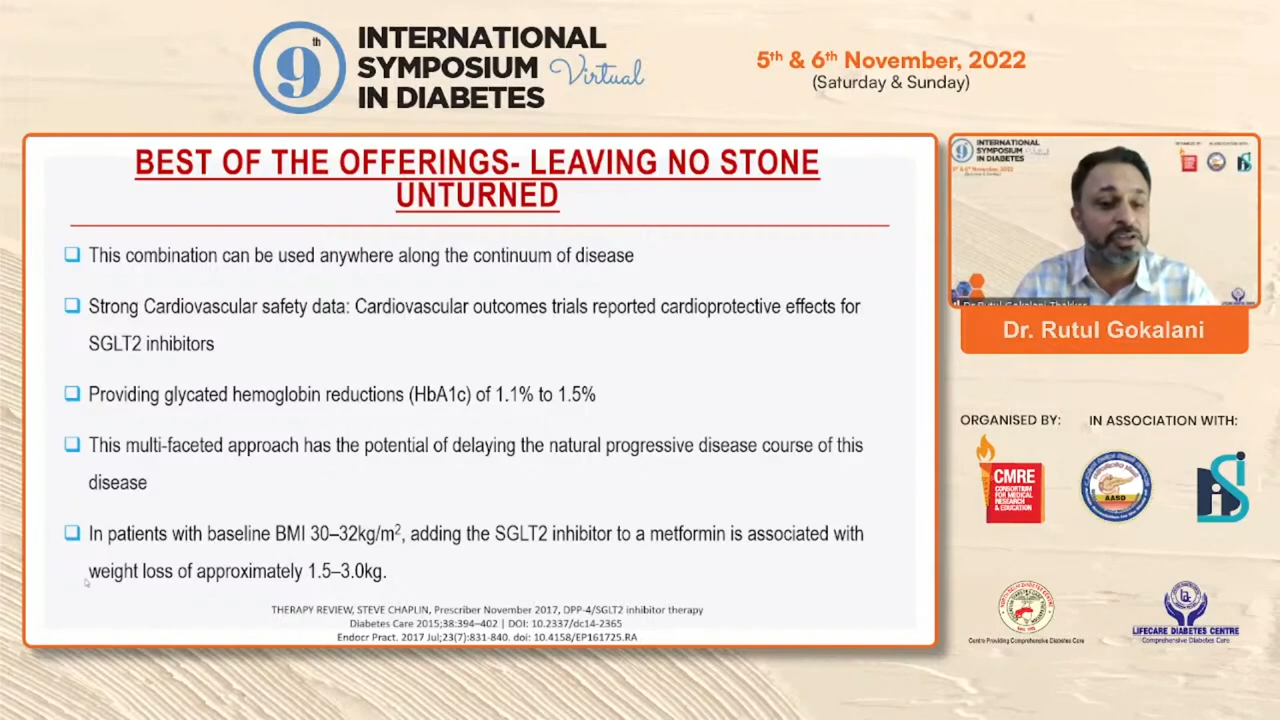 9th
INTERNATIONAL
SYMPOSIUM Virtual
IN DIABETES
5th & 6th November, 2022
(Saturday & Sunday)
BEST OF THE OFFERINGS- LEAVING NO STONE
UNTURNED
This combination can be used anywhere along the continuum of disease
Strong Cardiovascular safety data: Cardiovascular outcomes trials reported cardioprotective effects for
SGLT2 inhibitors
Providing glycated hemoglobin reductions (HbA1c) of 1.1% to 1.5%
This multi-faceted approach has the potential of delaying the natural progressive disease course of this
disease
In patients with baseline BMI 30–32kg/m², adding the SGLT2 inhibitor to a metformin is associated with
weight loss of approximately 1.5–3.0kg.
THERAPY REVIEW, STEVE CHAPLIN, Prescriber November 2017, DPP-4/SGLT2 inhibitor therapy
Diabetes Care 2015;38:394–402 | DOI: 10.2337/dc14-2365
Endocr Pract. 2017 Jul;23(7):831-840. doi: 10.4158/EP161725.RA
9
INTERNATIONAL
SYMPOSIUM
IN DIABETES
Dr. Rutul Gokalani
ORGANISED BY:
IN ASSOCIATION WITH:
CMRE
CONSORTIUM
FOR MEDICAL
RESEARCH
& EDUCATION
AASD
Centre Providing Comprehensive Diabetes Care
LIFECARE DIABETES CENTRE
Comprehensive Diabetes Care